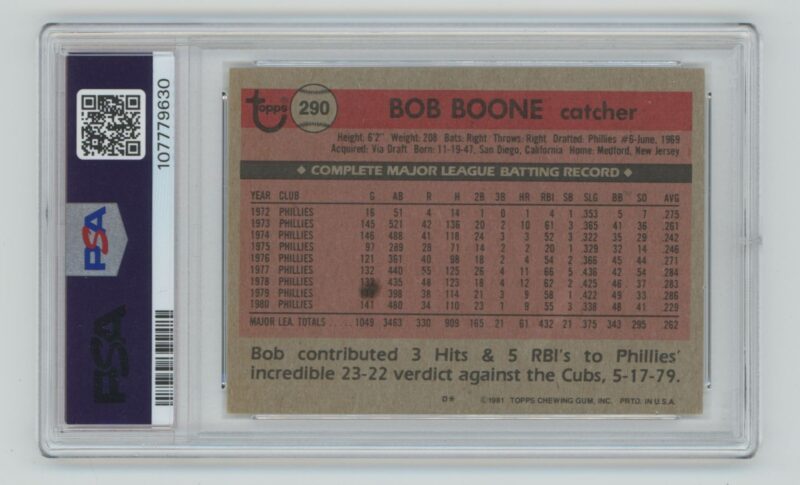 107779630
PSA
PSA
topps® 290 BOB BOONE catcher
Height: 6'2" Weight: 208 Bats: Right Throws: Right Drafted: Phillies #6-June, 1969
Acquired: Via Draft Born: 11-19-47, San Diego, California Home: Medford, New Jersey
◆ COMPLETE MAJOR LEAGUE BATTING RECORD ◆
YEAR CLUB G AB R H 2B 3B HR RBI SB SLG BB SO AVG
1972 PHILLIES 16 51 4 14 1 0 1 4 1 .353 5 7 .275
1973 PHILLIES 145 521 42 136 20 2 10 61 3 .365 41 36 .261
1974 PHILLIES 146 488 41 118 24 3 3 52 3 .322 35 29 .242
1975 PHILLIES 97 289 28 71 14 2 2 20 1 .329 32 14 .246
1976 PHILLIES 121 361 40 98 18 2 4 54 2 .366 45 44 .271
1977 PHILLIES 132 440 55 125 26 4 11 66 5 .436 42 54 .284
1978 PHILLIES 132 435 48 123 18 4 12 62 2 .425 46 37 .283
1979 PHILLIES 398 38 114 21 3 9 58 1 .422 49 33 .286
1980 PHILLIES 141 480 34 110 23 1 9 55 3 .338 48 41 .229
MAJOR LEA. TOTALS ..... 1049 3463 330 909 165 21 61 432 21 .375 343 295 .262
Bob contributed 3 Hits & 5 RBI's to Phillies'
incredible 23-22 verdict against the Cubs, 5-17-79.
D* ©1981 TOPPS CHEWING GUM, INC. PRTD. IN U.S.A.